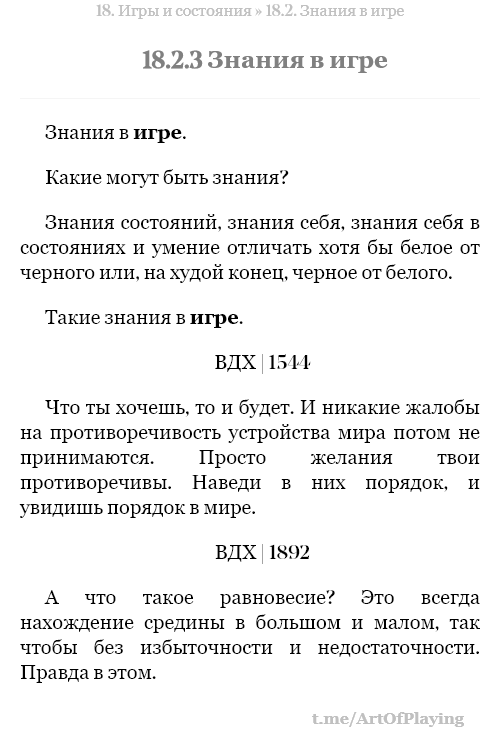 18. Игры и состояния » 18.2. Знания в игре
18.2.3 Знания в игре
Знания в игре.
Какие могут быть знания?
Знания состояний, знания себя, знания себя в
состояниях и умение отличать хотя бы белое от
черного или, на худой конец, черное от белого.
Такие знания в игре.
ВДХ | 1544
Что ты хочешь, то и будет. И никакие жалобы
на противоречивость устройства мира потом не
принимаются. Просто желания твои
противоречивы. Наведи в них порядок, и
увидишь порядок в мире.
ВДХ | 1892
А что такое равновесие? Это всегда
нахождение средины в большом и малом, так
чтобы без избыточности и недостаточности.
Правда в этом.
t.me/ArtOfPlaying